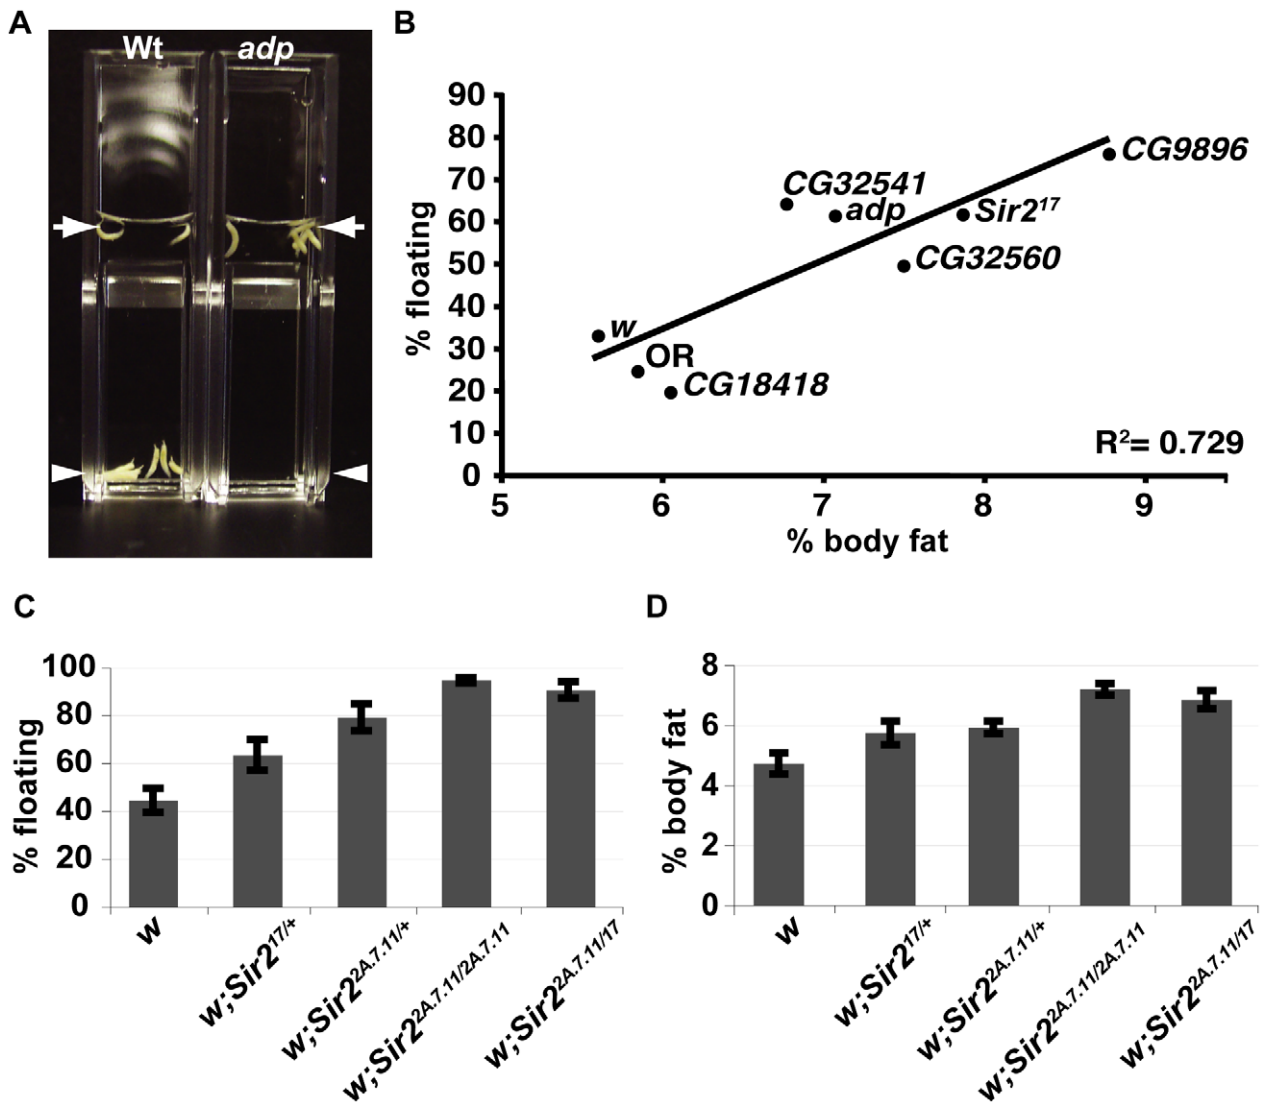 A
Wt
adp
B
% floating
90
80
70
60
50
40
30
20
10
0
5 6 7 8 9
% body fat
CG9896
CG32541
adp
Sir2¹⁷
CG32560
w
OR
CG18418
R²= 0.729
C
% floating
100
80
60
40
20
0
w
w;Sir2¹⁷/⁺
w;Sir2²ᴬ·⁷·¹¹/⁺
w;Sir2²ᴬ·⁷·¹¹/²ᴬ·⁷·¹¹
w;Sir2²ᴬ·⁷·¹¹/¹⁷
D
% body fat
8
6
4
2
0
w
w;Sir2¹⁷/⁺
w;Sir2²ᴬ·⁷·¹¹/⁺
w;Sir2²ᴬ·⁷·¹¹/²ᴬ·⁷·¹¹
w;Sir2²ᴬ·⁷·¹¹/¹⁷